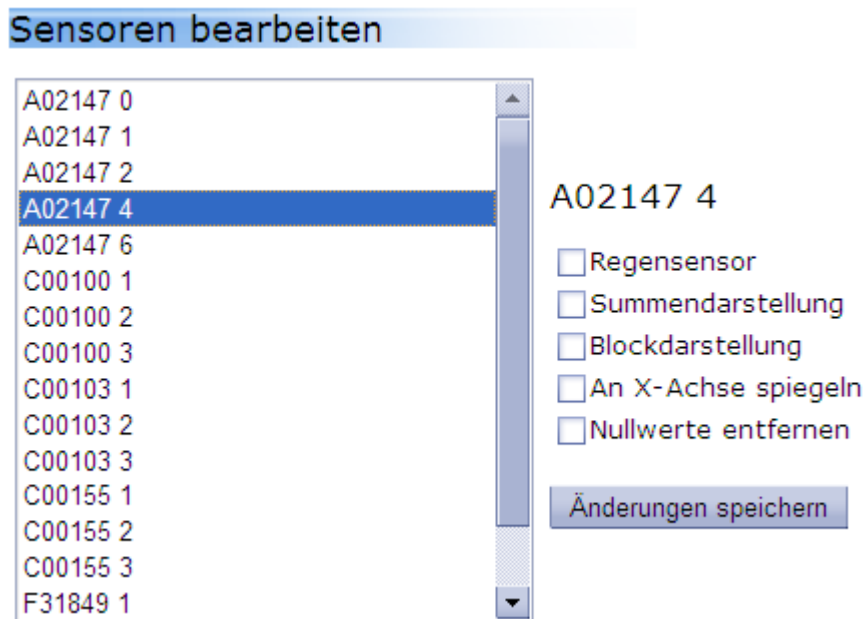 Sensoren bearbeiten
A02147 0
A02147 1
A02147 2
A02147 4
A02147 6
C00100 1
C00100 2
C00100 3
C00103 1
C00103 2
C00103 3
C00155 1
C00155 2
C00155 3
F31849 1
A02147 4
Regensensor
Summendarstellung
Blockdarstellung
An X-Achse spiegeln
Nullwerte entfernen
Änderungen speichern